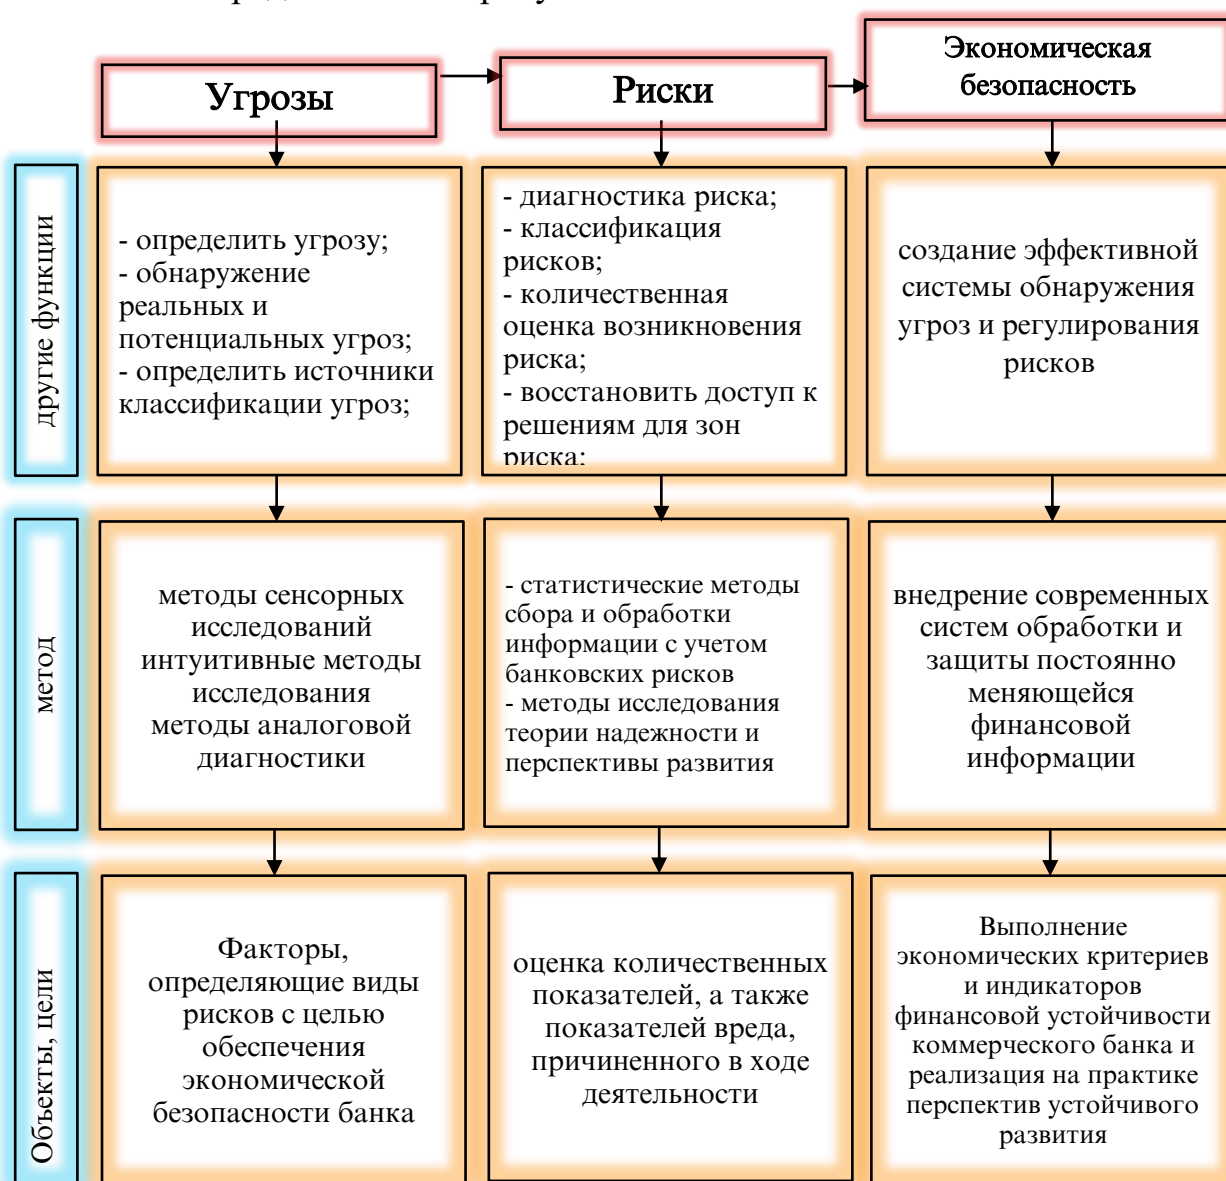 Угрозы
Риски
Экономическая
безопасность
другие функции
- определить угрозу;
- обнаружение
реальных и
потенциальных угроз;
- определить источники
классификации угроз;
- диагностика риска;
- классификация
рисков;
- количественная
оценка возникновения
риска;
- восстановить доступ к
решениям для зон
риска;
создание эффективной
системы обнаружения
угроз и регулирования
рисков
метод
методы сенсорных
исследований
интуитивные методы
исследования
методы аналоговой
диагностики
- статистические методы
сбора и обработки
информации с учетом
банковских рисков
- методы исследования
теории надежности и
перспективы развития
внедрение современных
систем обработки и
защиты постоянно
меняющейся
финансовой
информации
Объекты, цели
Факторы,
определяющие виды
рисков с целью
обеспечения
экономической
безопасности банка
оценка количественных
показателей, а также
показателей вреда,
причиненного в ходе
деятельности
Выполнение
экономических критериев
и индикаторов
финансовой устойчивости
коммерческого банка и
реализация на практике
перспектив устойчивого
развития